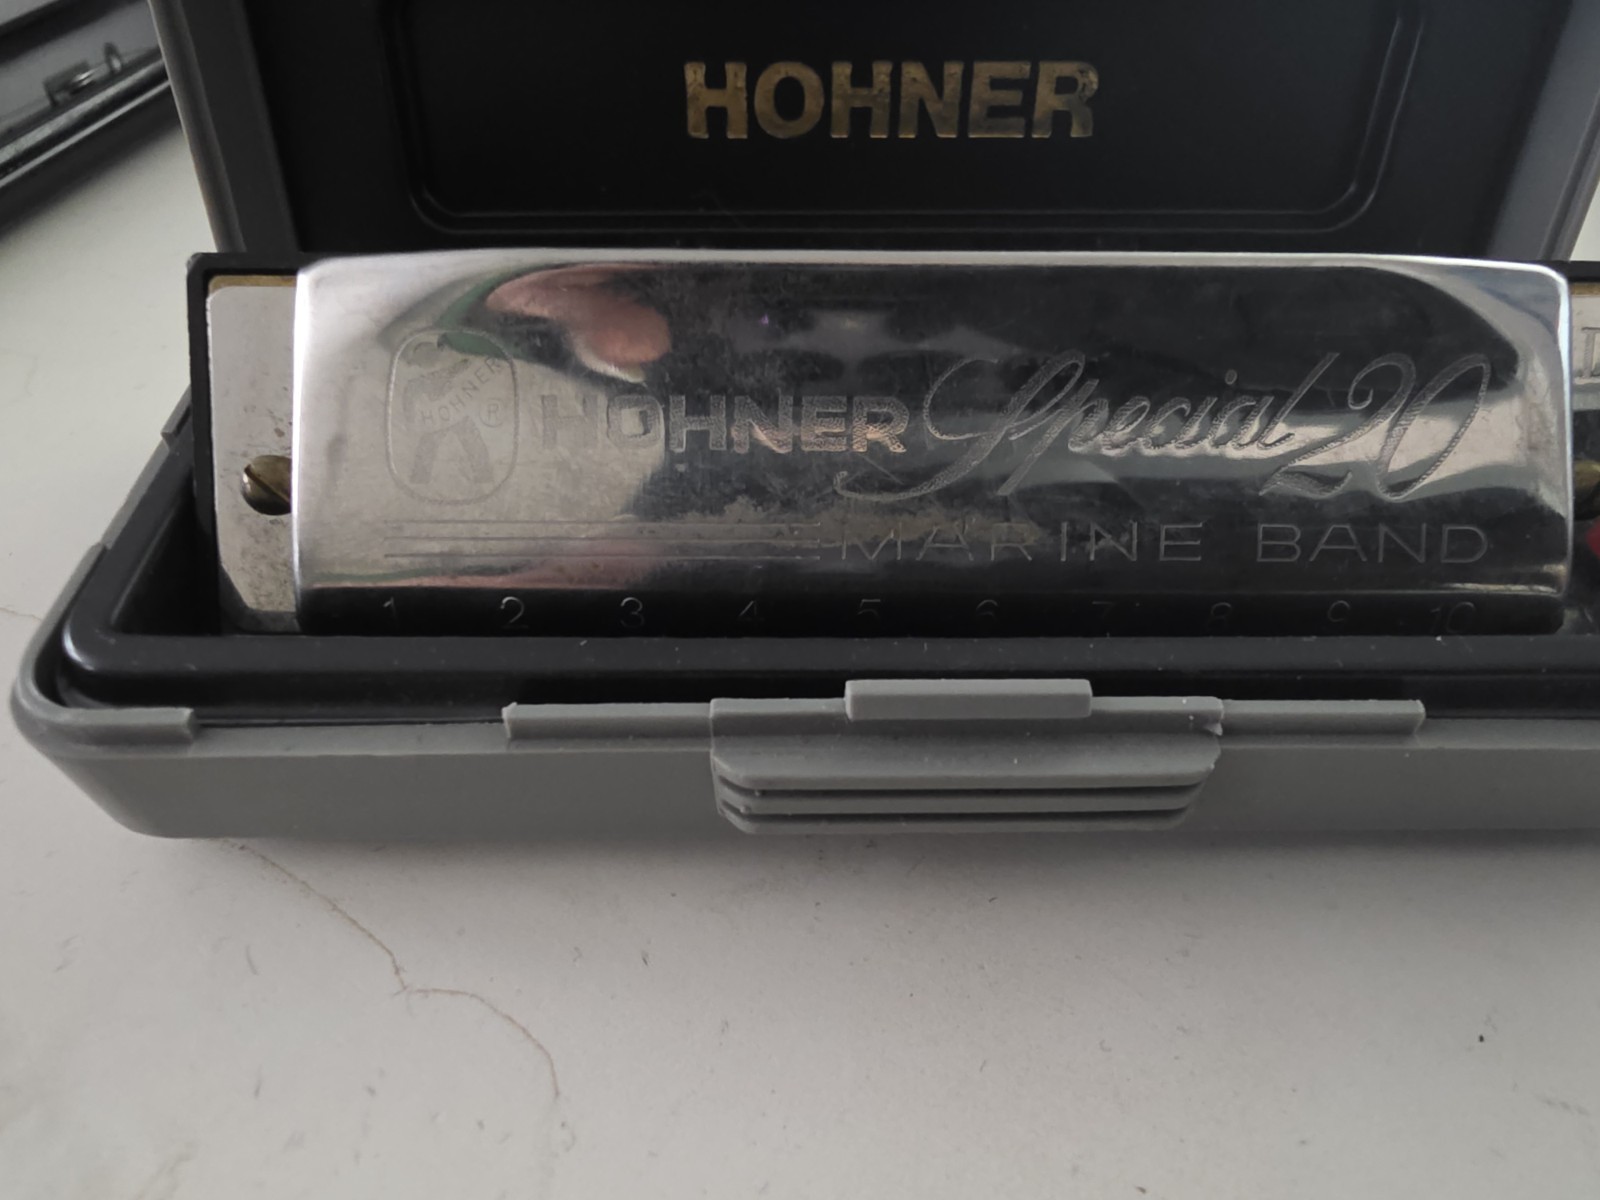 HOHNER
HOHNER
®
HOHNER Special 20
MARINE BAND
1 2 3 4 5 6 7 8 9 10